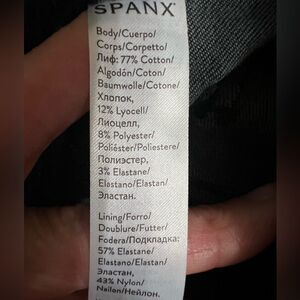 SPANX
Body/Cuerpo/
Corps/Corpetto/
Лиф: 77% Cotton/
Algodón/Coton/
Baumwolle/Cotone/
Хлопок,
12% Lyocell/
Лиоцелл,
8% Polyester/
Poliéster/Poliestere/
Полиэстер,
3% Elastane/
Elastano/Elastan/
Эластан.
Lining/Forro/
Doublure/Futter/
Fodera/Подкладка:
57% Elastane/
Elastano/Elastan/
Эластан,
43% Nylon/
Nailon/Нейлон.